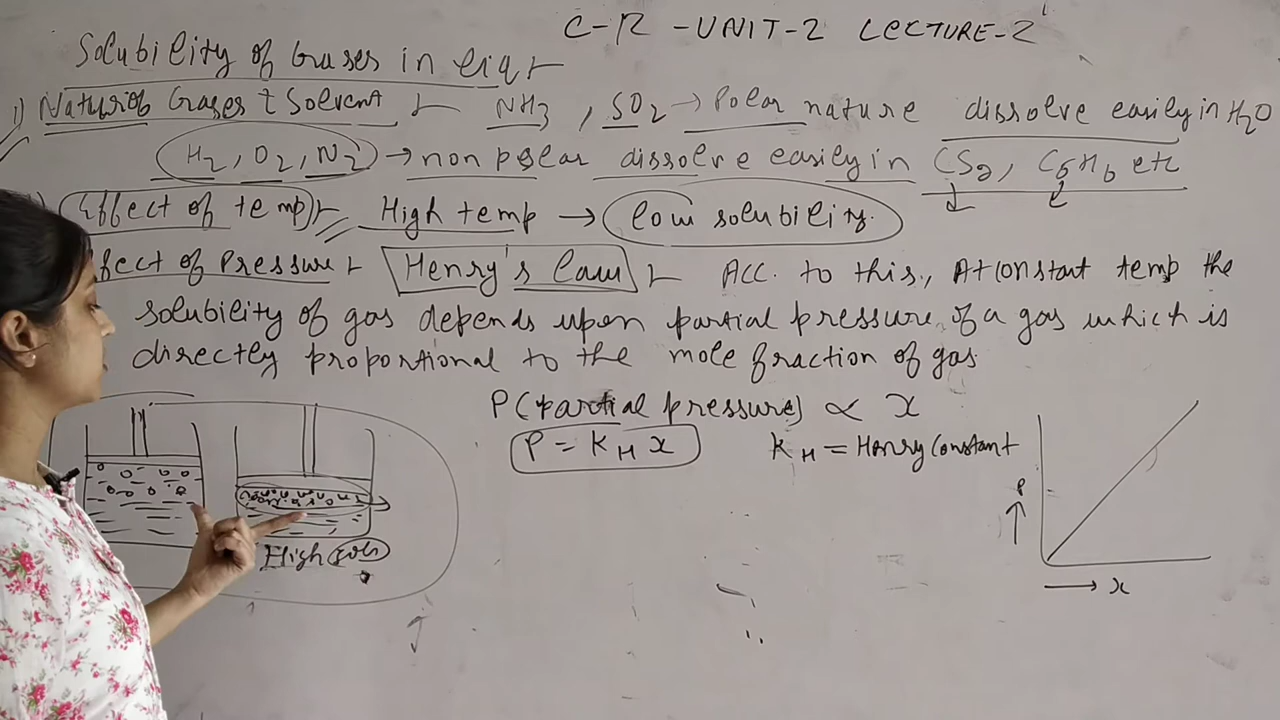 C-R -UNIT-2 LECTURE-2
Solubility of Gases in liq :-
1) Nature of Gases & Solvent :- NH3, SO2 → Polar nature dissolve easily in H2O
H2, O2, N2 → non polar dissolve easily in CS2, C6H6 etc
Effect of temp :- High temp → low solubility.
ffect of Pressure :- Henry's law :- Acc. to this, At constant temp the
solubility of gas depends upon partial pressure of a gas which is
directly proportional to the mole fraction of gas
P(partial pressure) ∝ x
P = KH x KH = Henry Constant
P
High sol
x